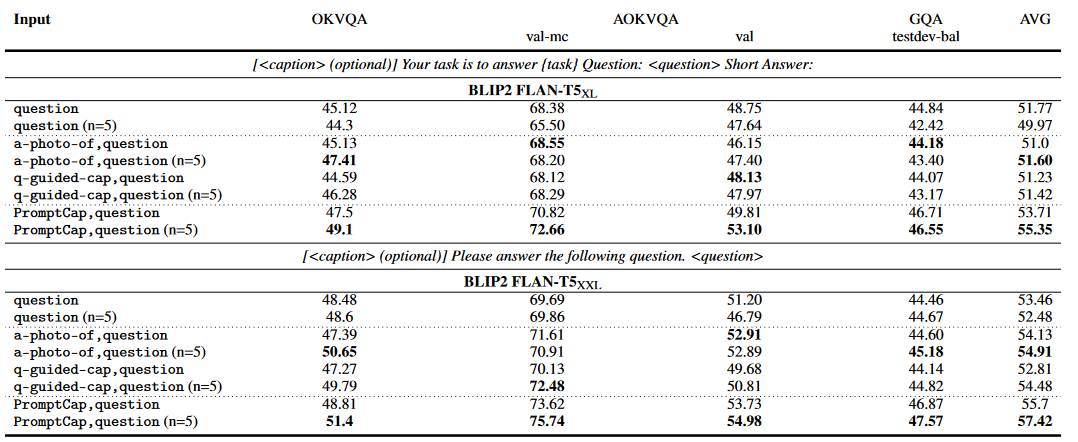 Input OKVQA AOKVQA GQA AVG
val-mc val testdev-bal
[<caption> (optional)] Your task is to answer {task} Question: <question> Short Answer:
BLIP2 FLAN-T5XL
question 45.12 68.38 48.75 44.84 51.77
question (n=5) 44.3 65.50 47.64 42.42 49.97
a-photo-of,question 45.13 68.55 46.15 44.18 51.0
a-photo-of,question (n=5) 47.41 68.20 47.40 43.40 51.60
q-guided-cap,question 44.59 68.12 48.13 44.07 51.23
q-guided-cap,question (n=5) 46.28 68.29 47.97 43.17 51.42
PromptCap,question 47.5 70.82 49.81 46.71 53.71
PromptCap,question (n=5) 49.1 72.66 53.10 46.55 55.35
[<caption> (optional)] Please answer the following question. <question>
BLIP2 FLAN-T5XXL
question 48.48 69.69 51.20 44.46 53.46
question (n=5) 48.6 69.86 46.79 44.67 52.48
a-photo-of,question 47.39 71.61 52.91 44.60 54.13
a-photo-of,question (n=5) 50.65 70.91 52.89 45.18 54.91
q-guided-cap,question 47.27 70.13 49.68 44.14 52.81
q-guided-cap,question (n=5) 49.79 72.48 50.81 44.82 54.48
PromptCap,question 48.81 73.62 53.73 46.87 55.7
PromptCap,question (n=5) 51.4 75.74 54.98 47.57 57.42